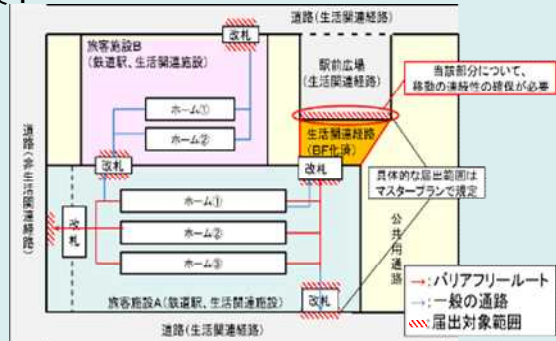 道路(生活関連経路)
改札
旅客施設B
(鉄道駅、生活関連施設)
駅前広場
(生活関連経路)
当該部分について、
移動の連続性の確保が必要
ホーム①
ホーム②
生活関連経路
(BF化済)
道路(非生活関連経路)
改札
改札
具体的な届出範囲は
マスタープランで規定
ホーム①
改札
ホーム②
公共用通路
ホーム③
→:バリアフリールート
→:一般の通路
:届出対象範囲
旅客施設A(鉄道駅、生活関連施設)
改札
道路(生活関連経路)